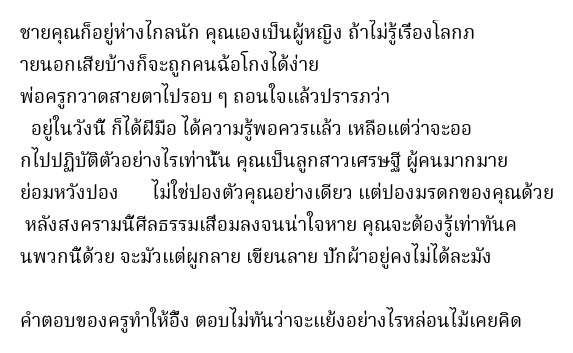 ชายคุณก็อยู่ห่างไกลนัก คุณเองเป็นผู้หญิง ถ้าไม่รู้เรื่องโลกภ
ายนอกเสียบ้างก็จะถูกคนฉ้อโกงได้ง่าย
พ่อครูกวาดสายตาไปรอบ ๆ ถอนใจแล้วปรารภว่า
อยู่ในวังนี้ ก็ได้ฝีมือ ได้ความรู้พอควรแล้ว เหลือแต่ว่าจะออ
กไปปฏิบัติตัวอย่างไรเท่านั้น คุณเป็นลูกสาวเศรษฐี ผู้คนมากมาย
ย่อมหวังปอง ไม่ใช่ปองตัวคุณอย่างเดียว แต่ปองมรดกของคุณด้วย
หลังสงครามนี้ศีลธรรมเสื่อมลงจนน่าใจหาย คุณจะต้องรู้เท่าทันค
นพวกนี้ด้วย จะมัวแต่ผูกลาย เขียนลาย ปักผ้าอยู่คงไม่ได้ละมัง
คำตอบของครูทำให้อึ้ง ตอบไม่ทันว่าจะแย้งอย่างไรหล่อนไม้เคยคิด